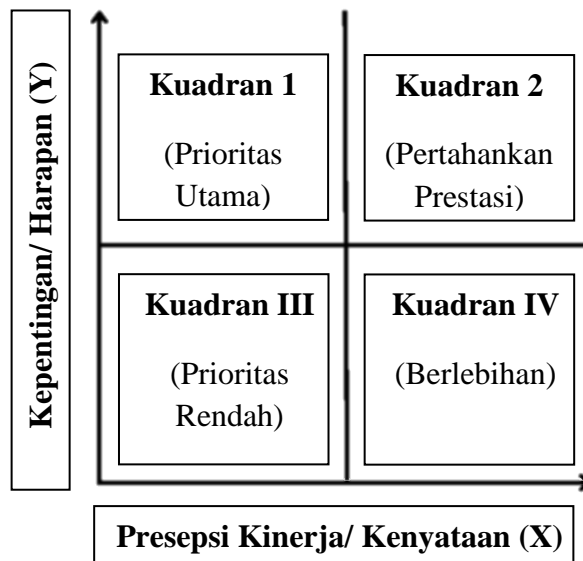 Kepentingan/ Harapan (Y)
Kuadran 1
(Prioritas
Utama)
Kuadran 2
(Pertahankan
Prestasi)
Kuadran III
(Prioritas
Rendah)
Kuadran IV
(Berlebihan)
Presepsi Kinerja/ Kenyataan (X)